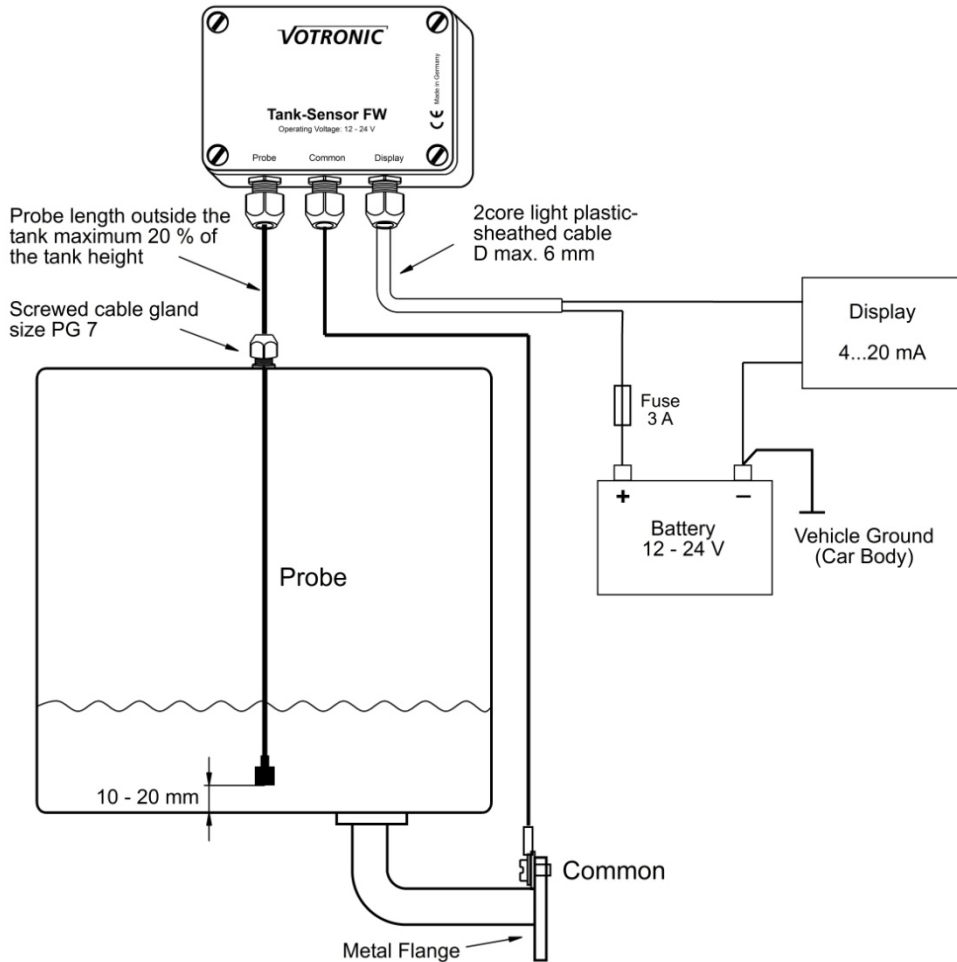 VOTRONIC
Made in Germany
CE
Tank-Sensor FW
Operating Voltage: 12 - 24 V
Probe
Common
Display
Probe length outside the
tank maximum 20 % of
the tank height
2core light plastic-
sheathed cable
D max. 6 mm
Screwed cable gland
size PG 7
Display
4...20 mA
Fuse
3 A
+
–
Battery
12 - 24 V
Vehicle Ground
(Car Body)
Probe
10 - 20 mm
Common
Metal Flange